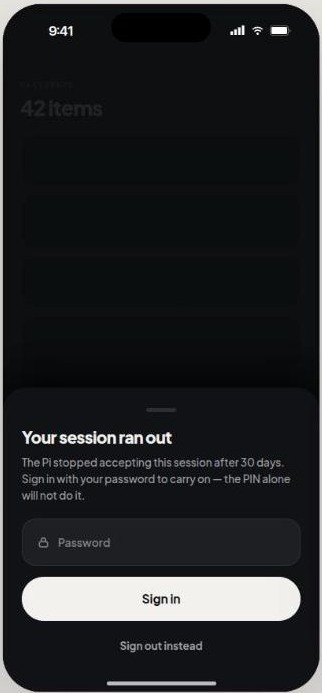 9:41
42 items
Your session ran out
The Pi stopped accepting this session after 30 days.
Sign in with your password to carry on — the PIN alone
will not do it.
Password
Sign in
Sign out instead